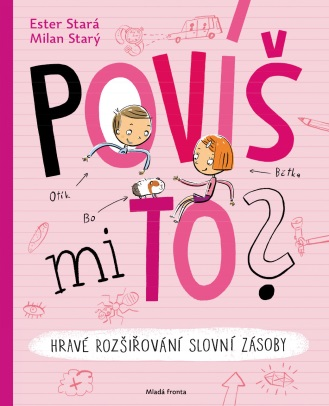 Ester Stará
Milan Starý
POVÍŠ
Otík
Bětka
Bo
mi TO?
HRAVÉ ROZŠIŘOVÁNÍ SLOVNÍ ZÁSOBY
Mladá fronta